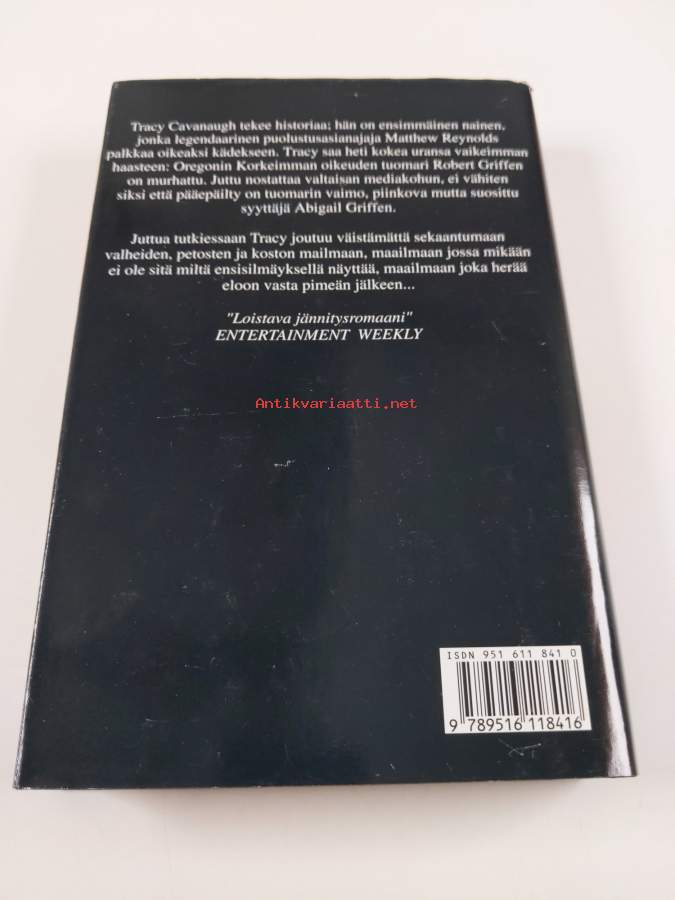 Tracy Cavanaugh tekee historiaa: hän on ensimmäinen nainen,
jonka legendaarinen puolustusasianajaja Matthew Reynolds
palkkaa oikeaksi kädekseen. Tracy saa heti kokea uransa vaikeimman
haasteen: Oregonin Korkeimman oikeuden tuomari Robert Griffen
on murhattu. Juttu nostattaa valtaisan mediakohun, ei vähiten
siksi että pääepäilty on tuomarin vaimo, piinkova mutta suosittu
syyttäjä Abigail Griffen.
Juttua tutkiessaan Tracy joutuu väistämättä sekaantumaan
valheiden, petosten ja koston mailmaan, maailmaan jossa mikään
ei ole sitä miltä ensisilmäyksellä näyttää, maailmaan joka herää
eloon vasta pimeän jälkeen...
"Loistava jännitysromaani"
ENTERTAINMENT WEEKLY
Antikvariaatti.net
ISDN 951 611 841 0
9 789516 118416